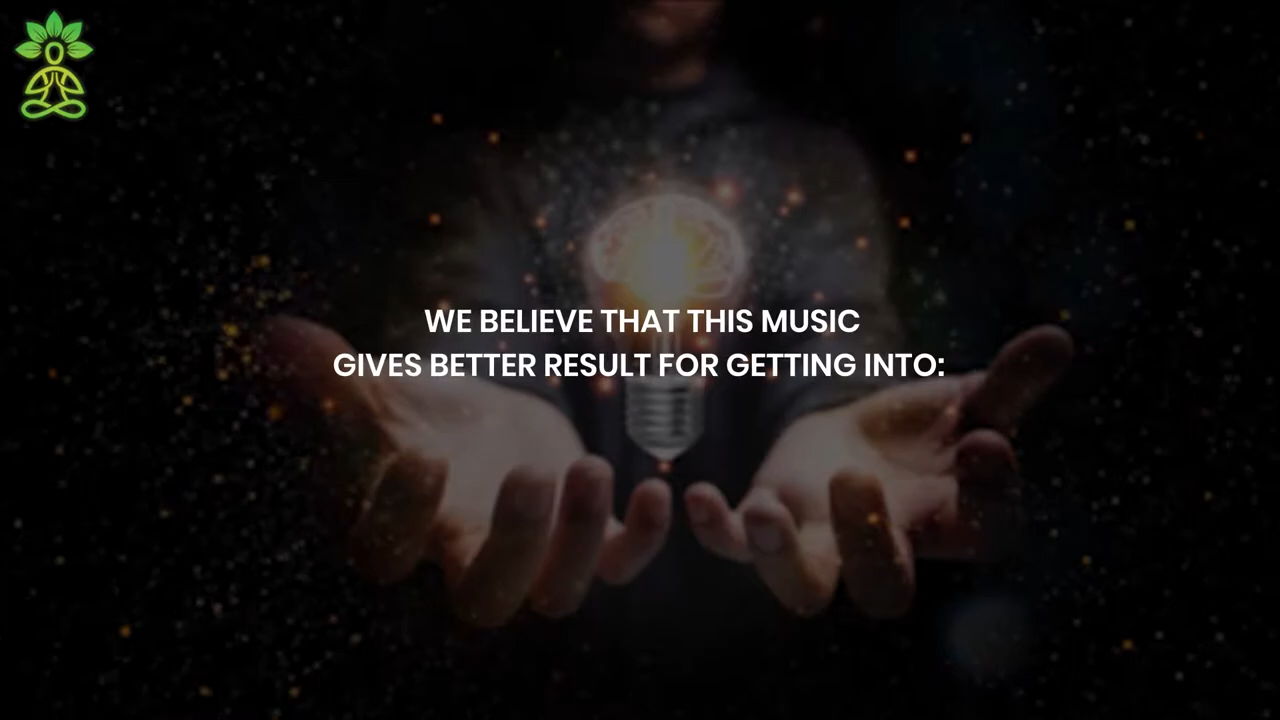 WE BELIEVE THAT THIS MUSIC
GIVES BETTER RESULT FOR GETTING INTO: